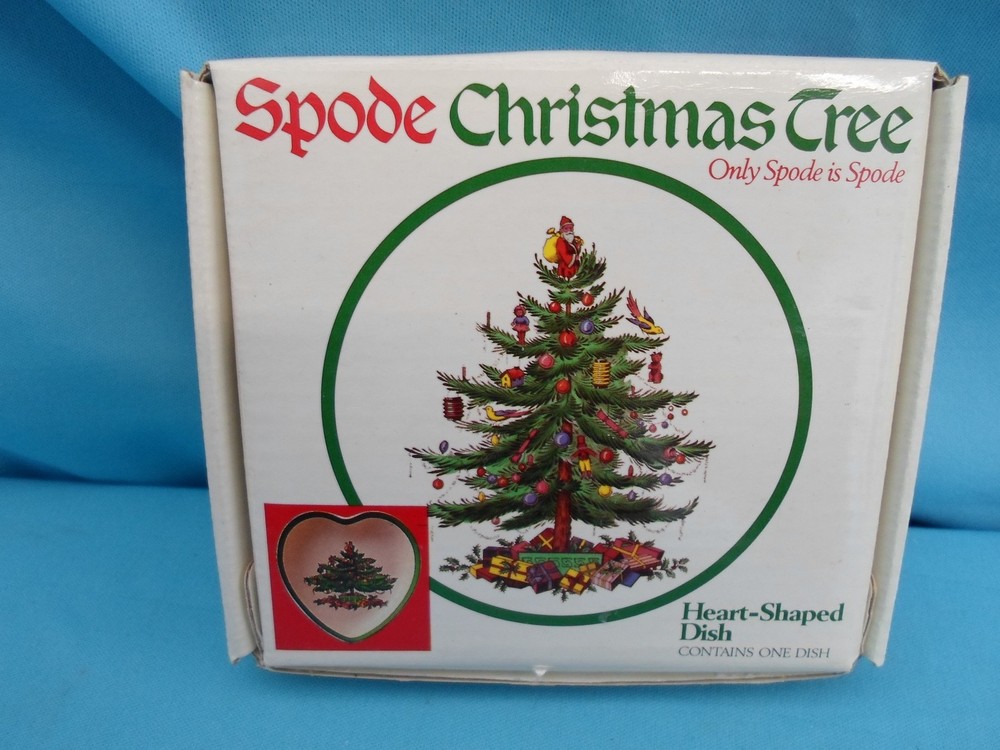 Spode Christmas Tree
Only Spode is Spode
Heart-Shaped
Dish
CONTAINS ONE DISH